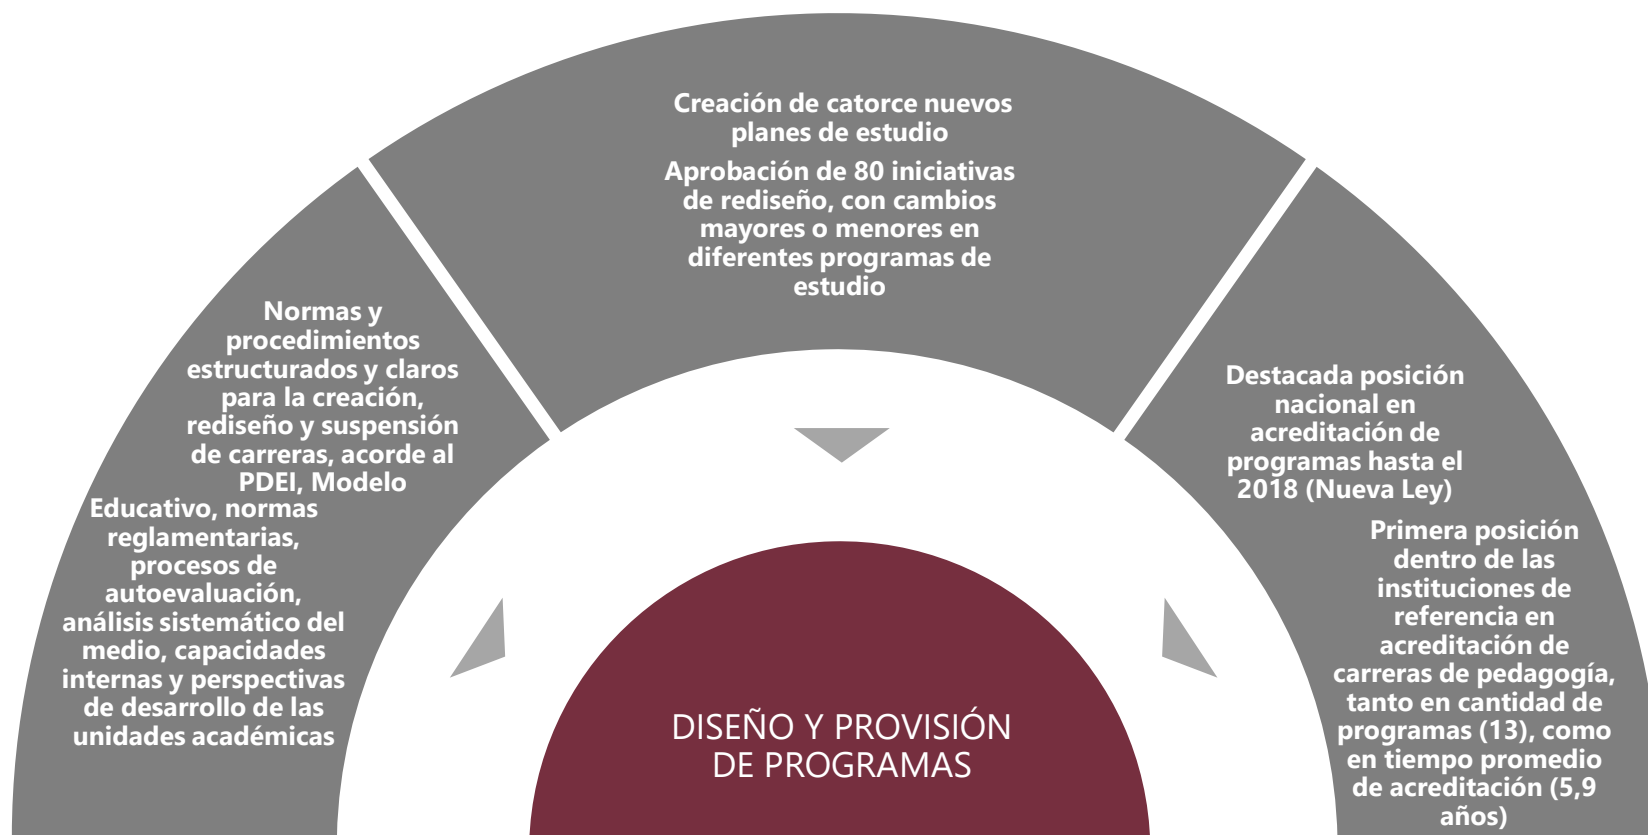 Creación de catorce nuevos
planes de estudio
Aprobación de 80 iniciativas
de rediseño, con cambios
mayores o menores en
diferentes programas de
estudio
Normas y
procedimientos
estructurados y claros
para la creación,
rediseño y suspensión
de carreras, acorde al
PDEI, Modelo
Educativo, normas
reglamentarias,
procesos de
autoevaluación,
análisis sistemático del
medio, capacidades
internas y perspectivas
de desarrollo de las
unidades académicas
Destacada posición
nacional en
acreditación de
programas hasta el
2018 (Nueva Ley)
Primera posición
dentro de las
instituciones de
referencia en
acreditación de
carreras de pedagogía,
tanto en cantidad de
programas (13), como
en tiempo promedio
de acreditación (5,9
años)
DISEÑO Y PROVISIÓN
DE PROGRAMAS